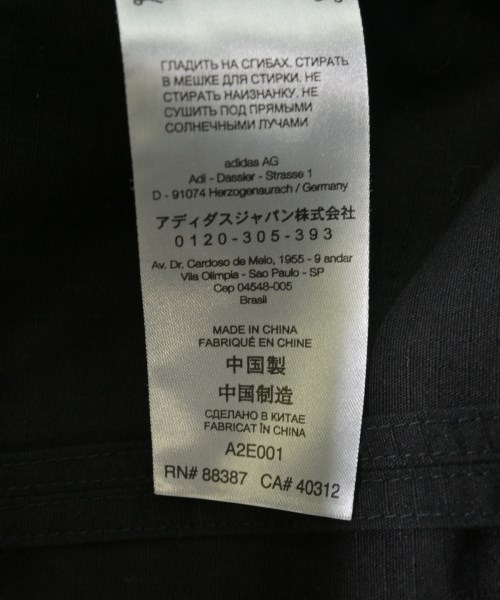 ГЛАДИТЬ НА СГИБАХ. СТИРАТЬ
В МЕШКЕ ДЛЯ СТИРКИ. НЕ
СТИРАТЬ НАИЗНАНКУ. НЕ
СУШИТЬ ПОД ПРЯМЫМИ
СОЛНЕЧНЫМИ ЛУЧАМИ
adidas AG
Adi - Dassler - Strasse 1
D - 91074 Herzogenaurach / Germany
アディダスジャパン株式会社
0120-305-393
Av. Dr. Cardoso de Melo, 1955 - 9 andar
Vila Olimpia - Sao Paulo - SP
Cep 04548-005
Brasil
MADE IN CHINA
FABRIQUÉ EN CHINE
中国製
中国制造
СДЕЛАНО В КИТАЕ
FABRICAT ÎN CHINA
A2E001
RN# 88387 CA# 40312